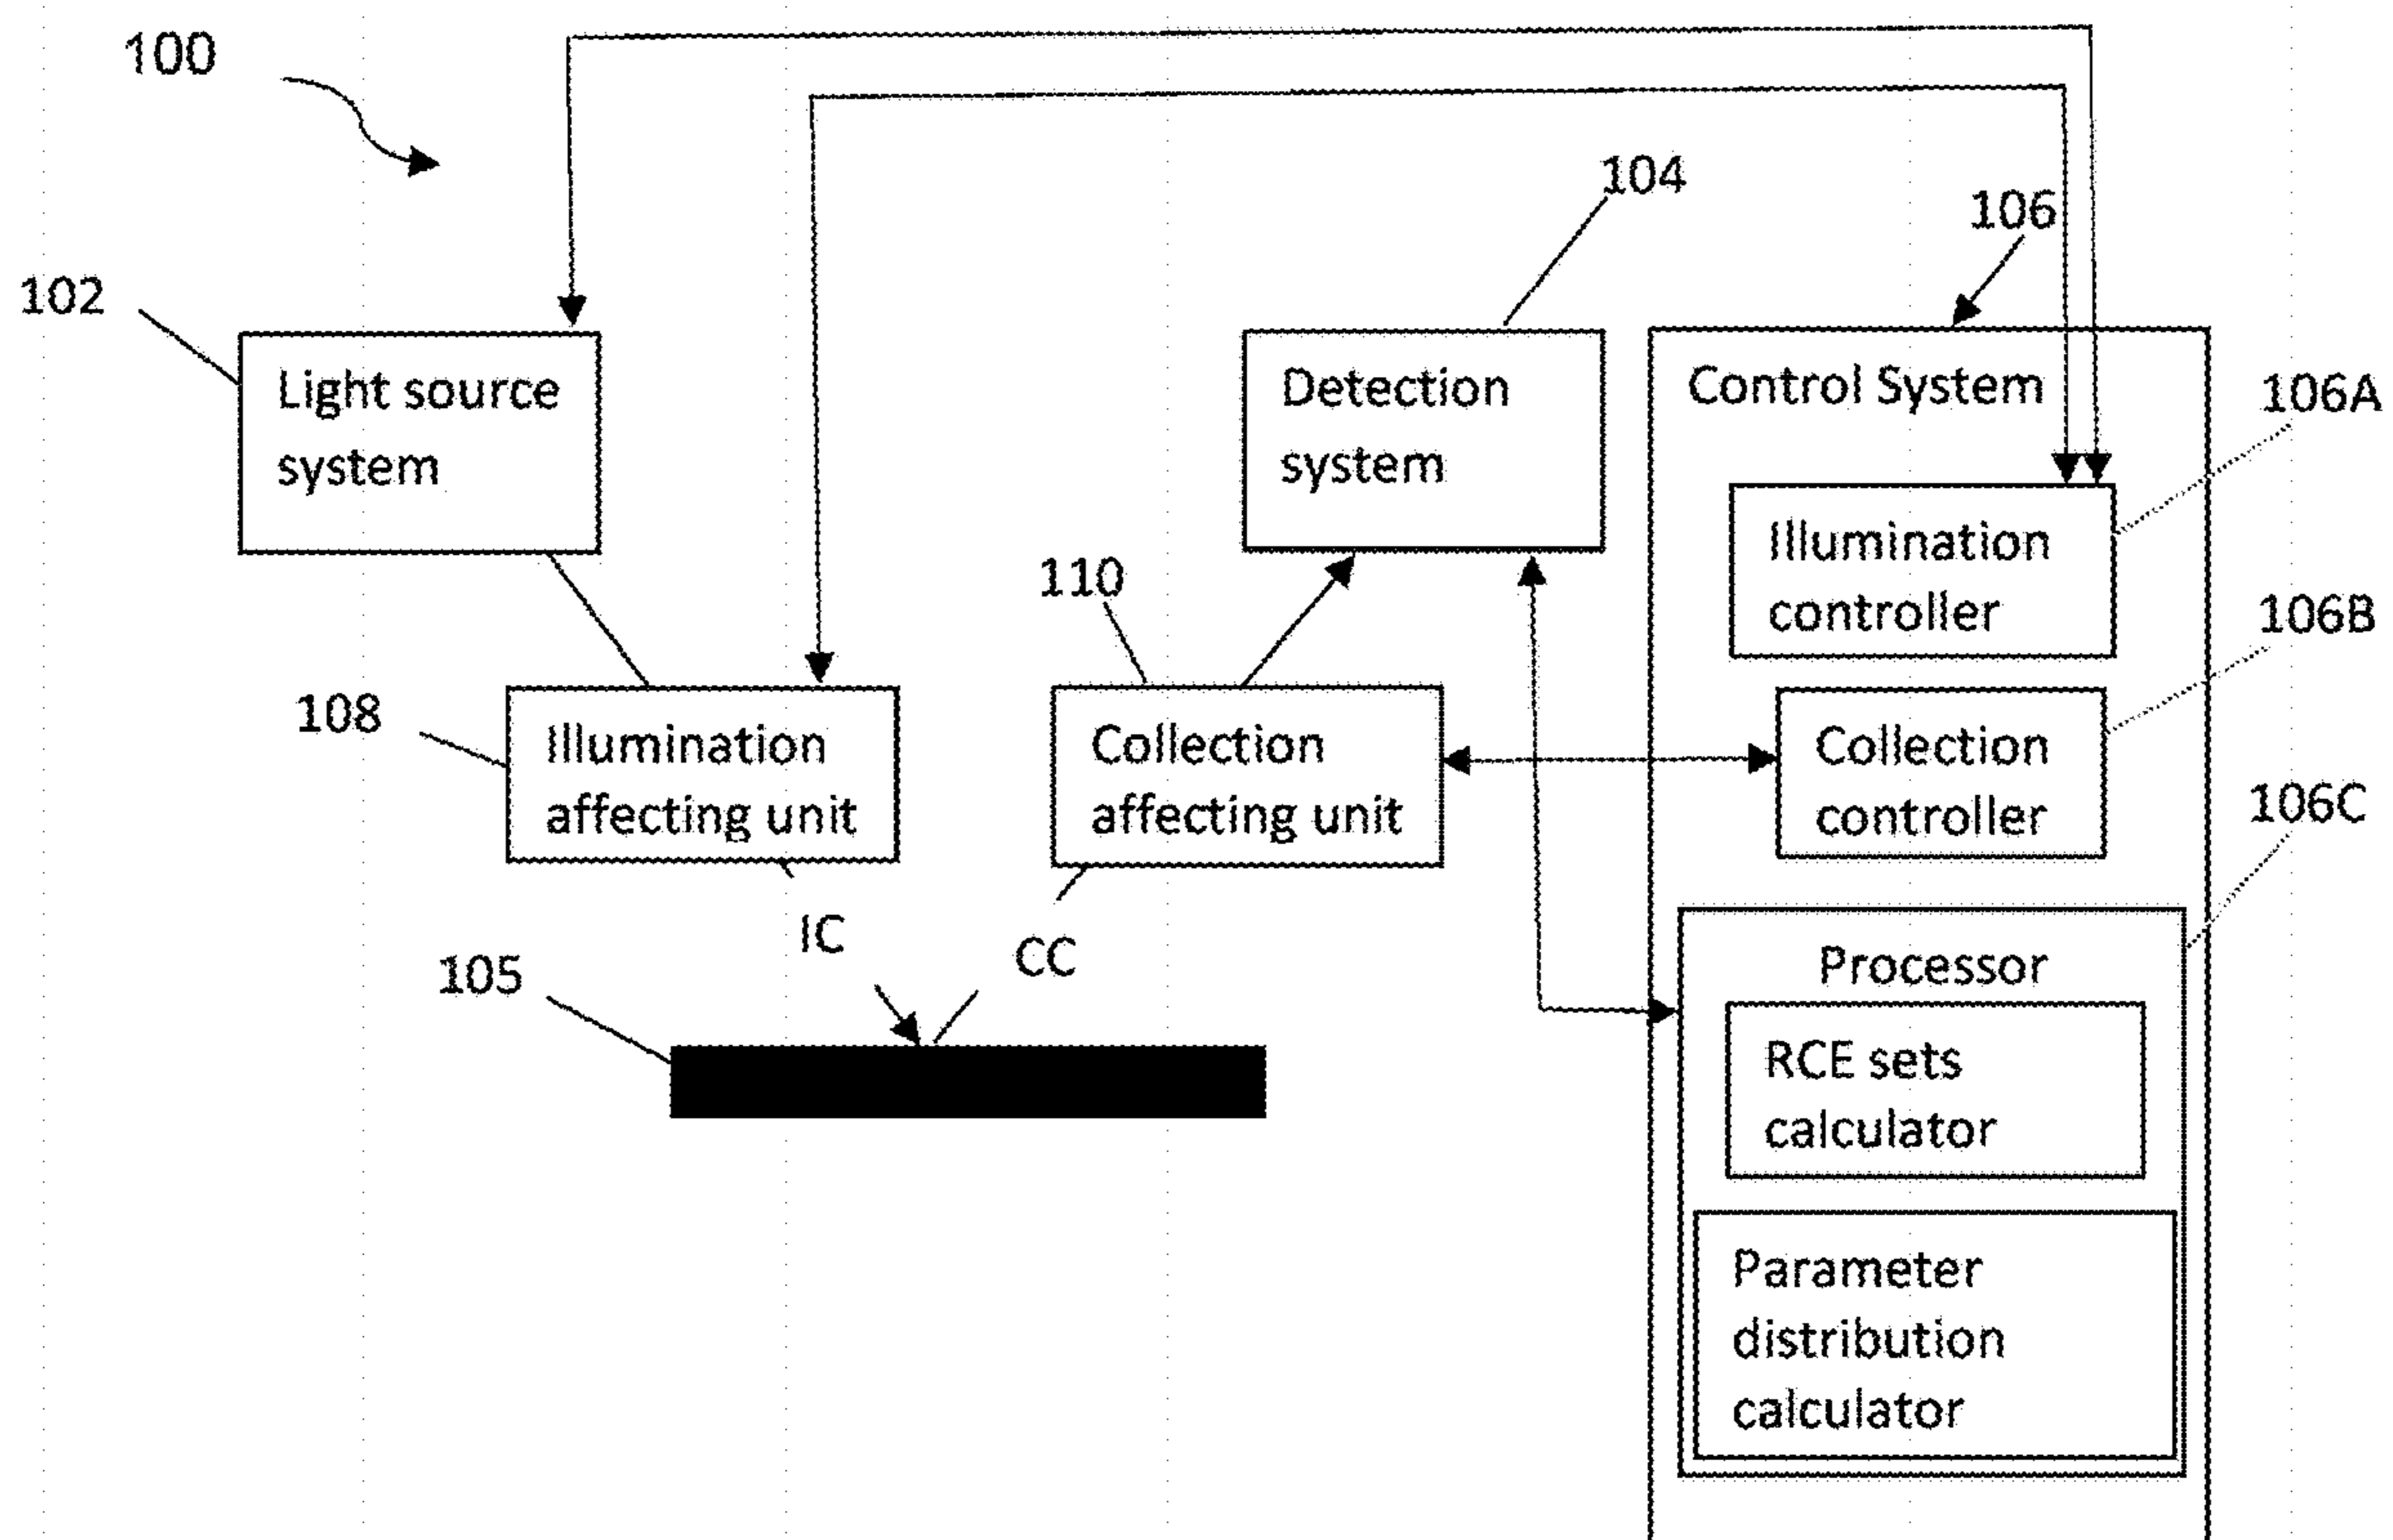 100
104
106
102
Light source
system
Detection
system
Control System
106A
Illumination
controller
110
106B
108
Illumination
affecting unit
Collection
affecting unit
Collection
controller
106C
IC
CC
105
Processor
RCE sets
calculator
Parameter
distribution
calculator